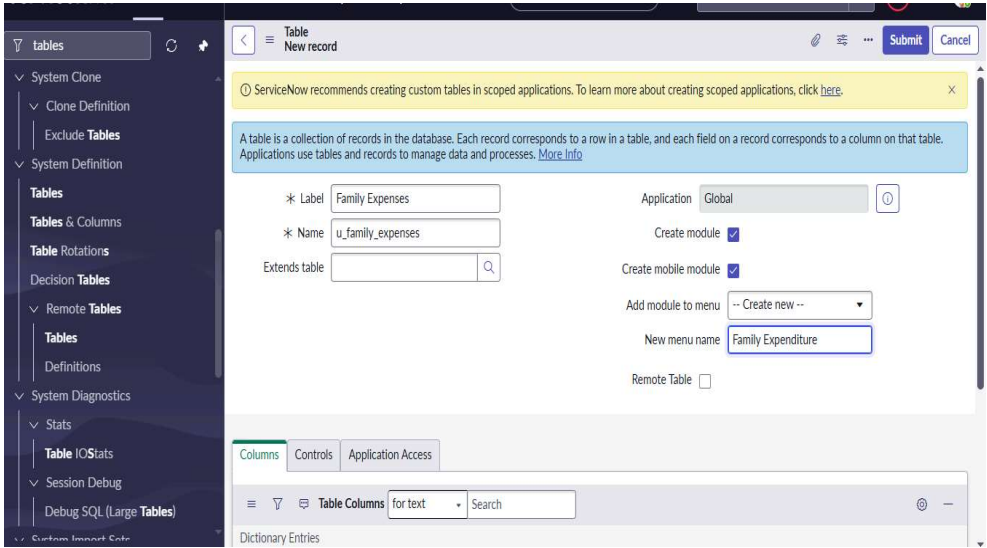 tables
System Clone
Clone Definition
Exclude Tables
System Definition
Tables
Tables & Columns
Table Rotations
Decision Tables
Remote Tables
Tables
Definitions
System Diagnostics
Stats
Table IOStats
Session Debug
Debug SQL (Large Tables)
System Import Sets
Table
New record
Submit
Cancel
ServiceNow recommends creating custom tables in scoped applications. To learn more about creating scoped applications, click here.
A table is a collection of records in the database. Each record corresponds to a row in a table, and each field on a record corresponds to a column on that table.
Applications use tables and records to manage data and processes. More Info
Label Family Expenses
Name u_family_expenses
Extends table
Application Global
Create module
Create mobile module
Add module to menu -- Create new --
New menu name Family Expenditure
Remote Table
Columns Controls Application Access
Table Columns for text Search
Dictionary Entries